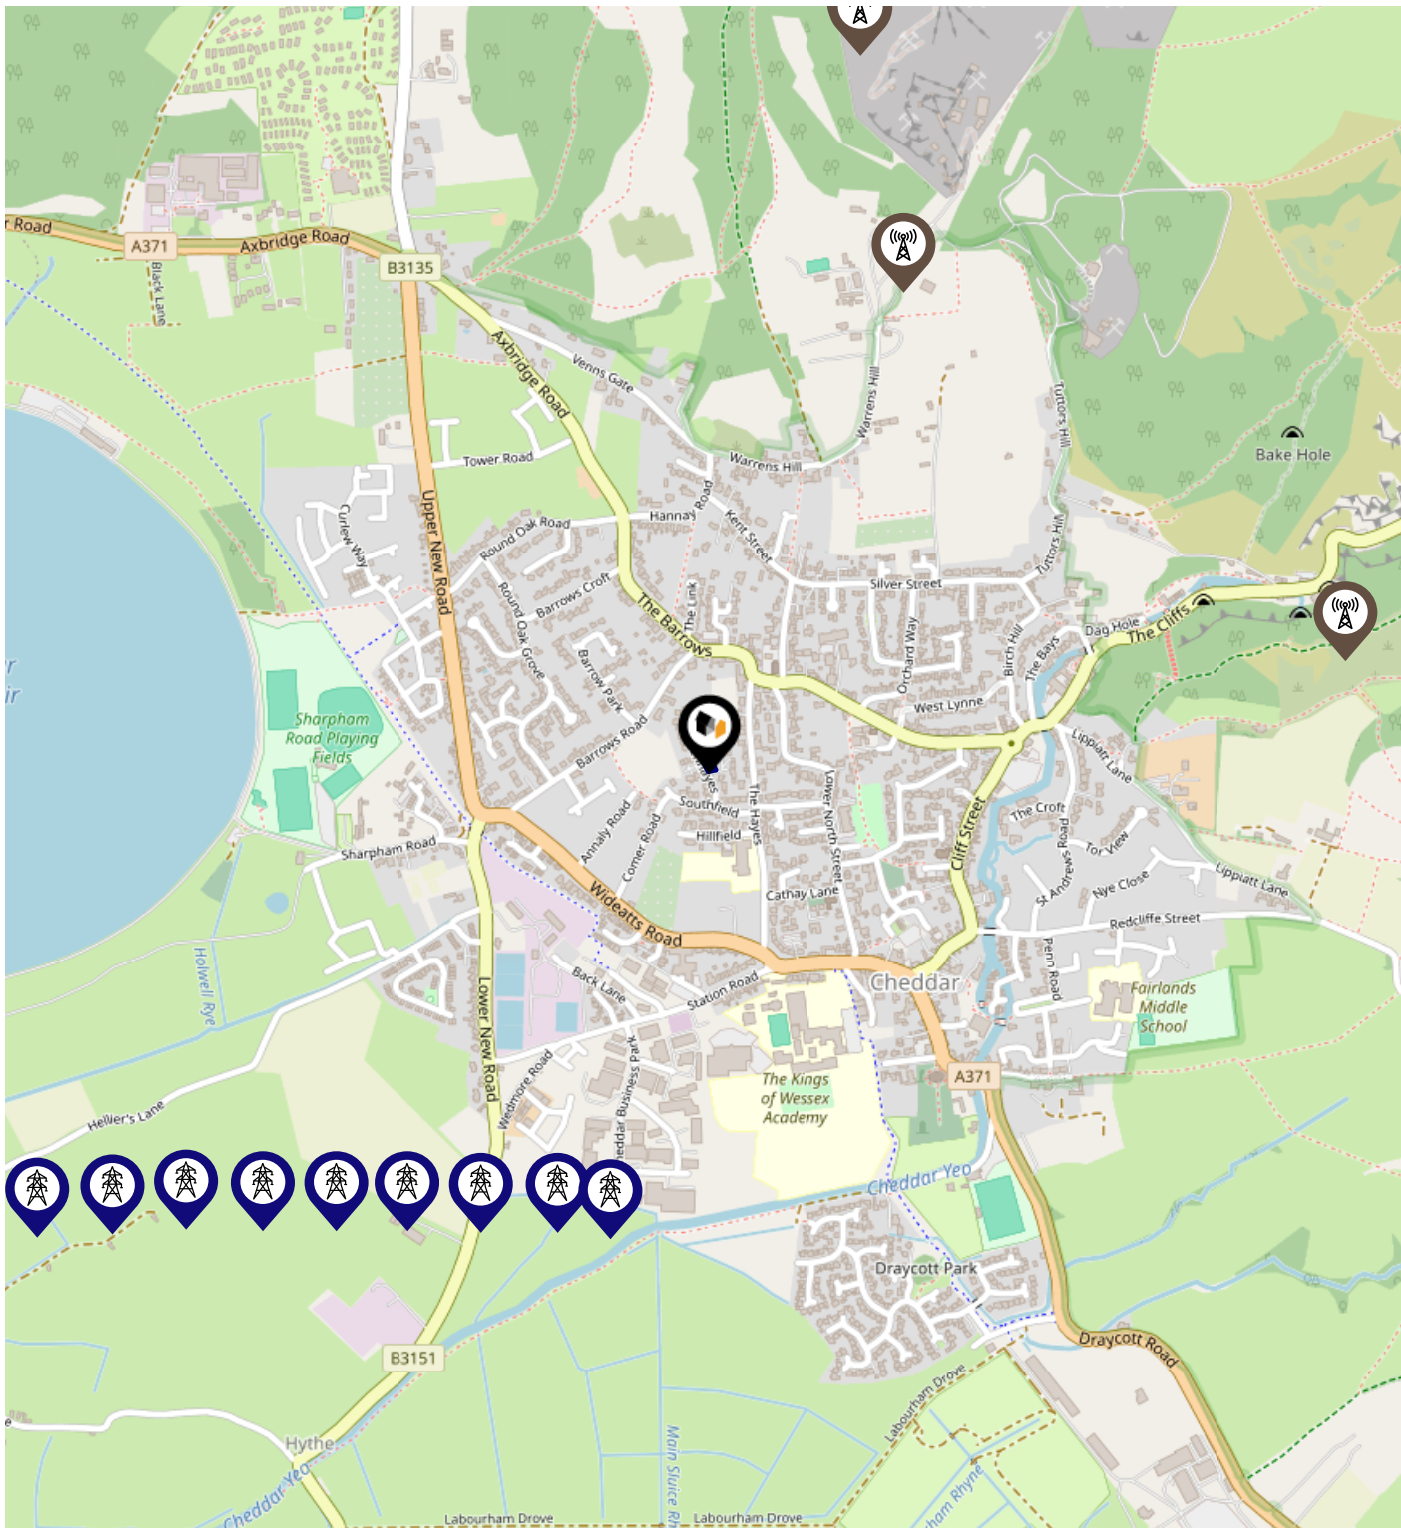 r Road
A371
Axbridge Road
B3135
Black Lane
Axbridge Road
Venns Gate
Warrens Hill
Tuttors Hill
Tower Road
Warrens Hill
Bake Hole
Upper New Road
Curlew Way
Round Oak Road
Hannay Road
Kent Street
Tuttors Hill
Silver Street
Barrows Croft
Round Oak Grove
The Link
The Barrows
Dag Hole
The Cliffs
Orchard Way
Birch Hill
The Bays
Barrow Park
West Lynne
r
ir
Sharpham
Road Playing
Fields
Barrows Road
Lippiatt Lane
Southfield
The Hayes
Lower North Street
The Croft
Cliff Street
Annaly Road
Hillfield
Sharpham Road
Corner Road
Tor View
Nye Close
Lippiatt Lane
Cathay Lane
Wideatts Road
Redcliffe Street
Penn Road
Holwell Rye
Back Lane
Station Road
Cheddar
Fairlands
Middle
School
Lower New Road
Wedmore Road
A371
The Kings
of Wessex
Academy
Hellier's Lane
heddar Business Park
Cheddar Yeo
Draycott Park
B3151
Draycott Road
Labourham Drove
Hythe
Main Sluice Rh
Cheddar Yeo
ham Rhyne
Labourham Drove
Labourham Drove